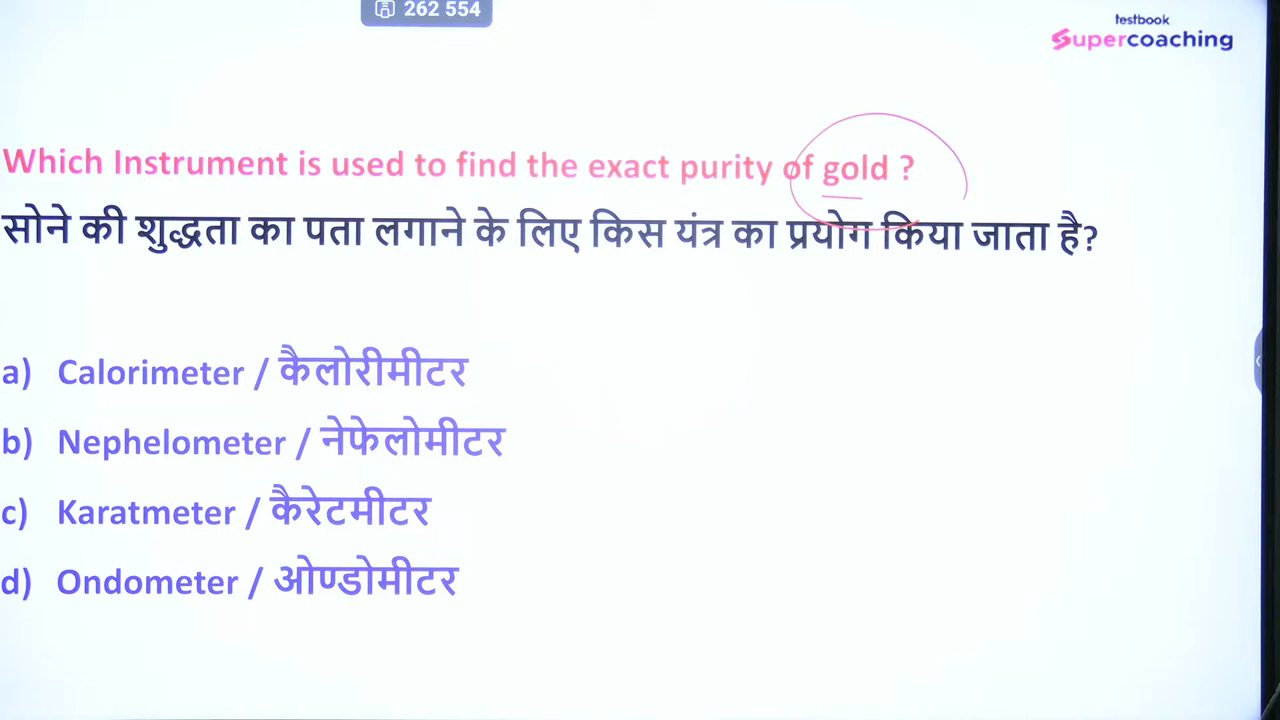 262 554
testbook
Supercoaching
Which Instrument is used to find the exact purity of gold ?
सोने की शुद्धता का पता लगाने के लिए किस यंत्र का प्रयोग किया जाता है?
a) Calorimeter / कैलोरीमीटर
b) Nephelometer / नेफेलोमीटर
c) Karatmeter / कैरेटमीटर
d) Ondometer / ओण्डोमीटर